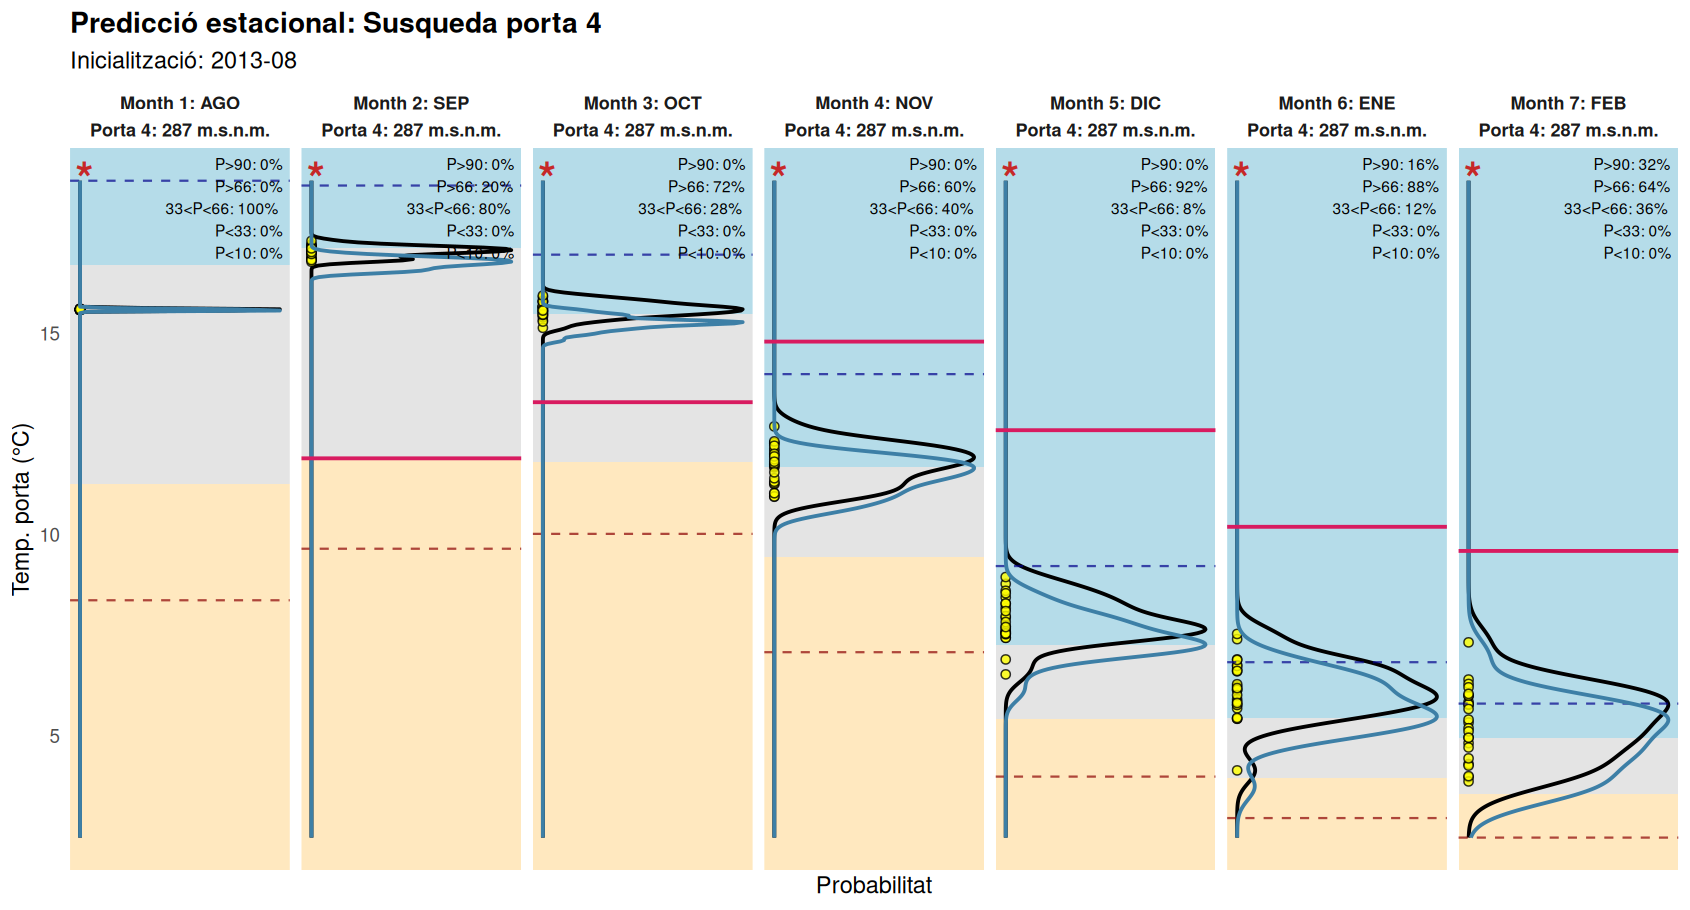 Predicció estacional: Susqueda porta 4
Inicialització: 2013-08
Month 1: AGO
Porta 4: 287 m.s.n.m.
Month 2: SEP
Porta 4: 287 m.s.n.m.
Month 3: OCT
Porta 4: 287 m.s.n.m.
Month 4: NOV
Porta 4: 287 m.s.n.m.
Month 5: DIC
Porta 4: 287 m.s.n.m.
Month 6: ENE
Porta 4: 287 m.s.n.m.
Month 7: FEB
Porta 4: 287 m.s.n.m.
*
P>90: 0%
P>66: 0%
33<P<66: 100%
P<33: 0%
P<10: 0%
*
P>90: 0%
P>66: 20%
33<P<66: 80%
P<33: 0%
P<10: 0%
*
P>90: 0%
P>66: 72%
33<P<66: 28%
P<33: 0%
P<10: 0%
*
P>90: 0%
P>66: 60%
33<P<66: 40%
P<33: 0%
P<10: 0%
*
P>90: 0%
P>66: 92%
33<P<66: 8%
P<33: 0%
P<10: 0%
*
P>90: 16%
P>66: 88%
33<P<66: 12%
P<33: 0%
P<10: 0%
*
P>90: 32%
P>66: 64%
33<P<66: 36%
P<33: 0%
P<10: 0%
15
10
5
Temp. porta (°C)
Probabilitat